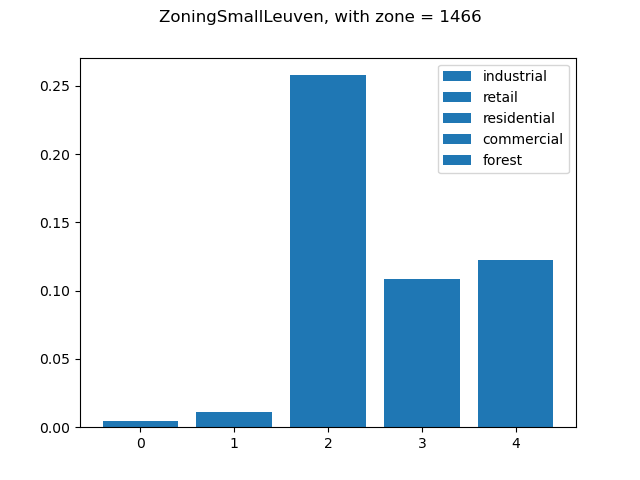 ZoningSmallLeuven, with zone = 1466
industrial
retail
residential
commercial
forest
0.25
0.20
0.15
0.10
0.05
0.00
0 1 2 3 4